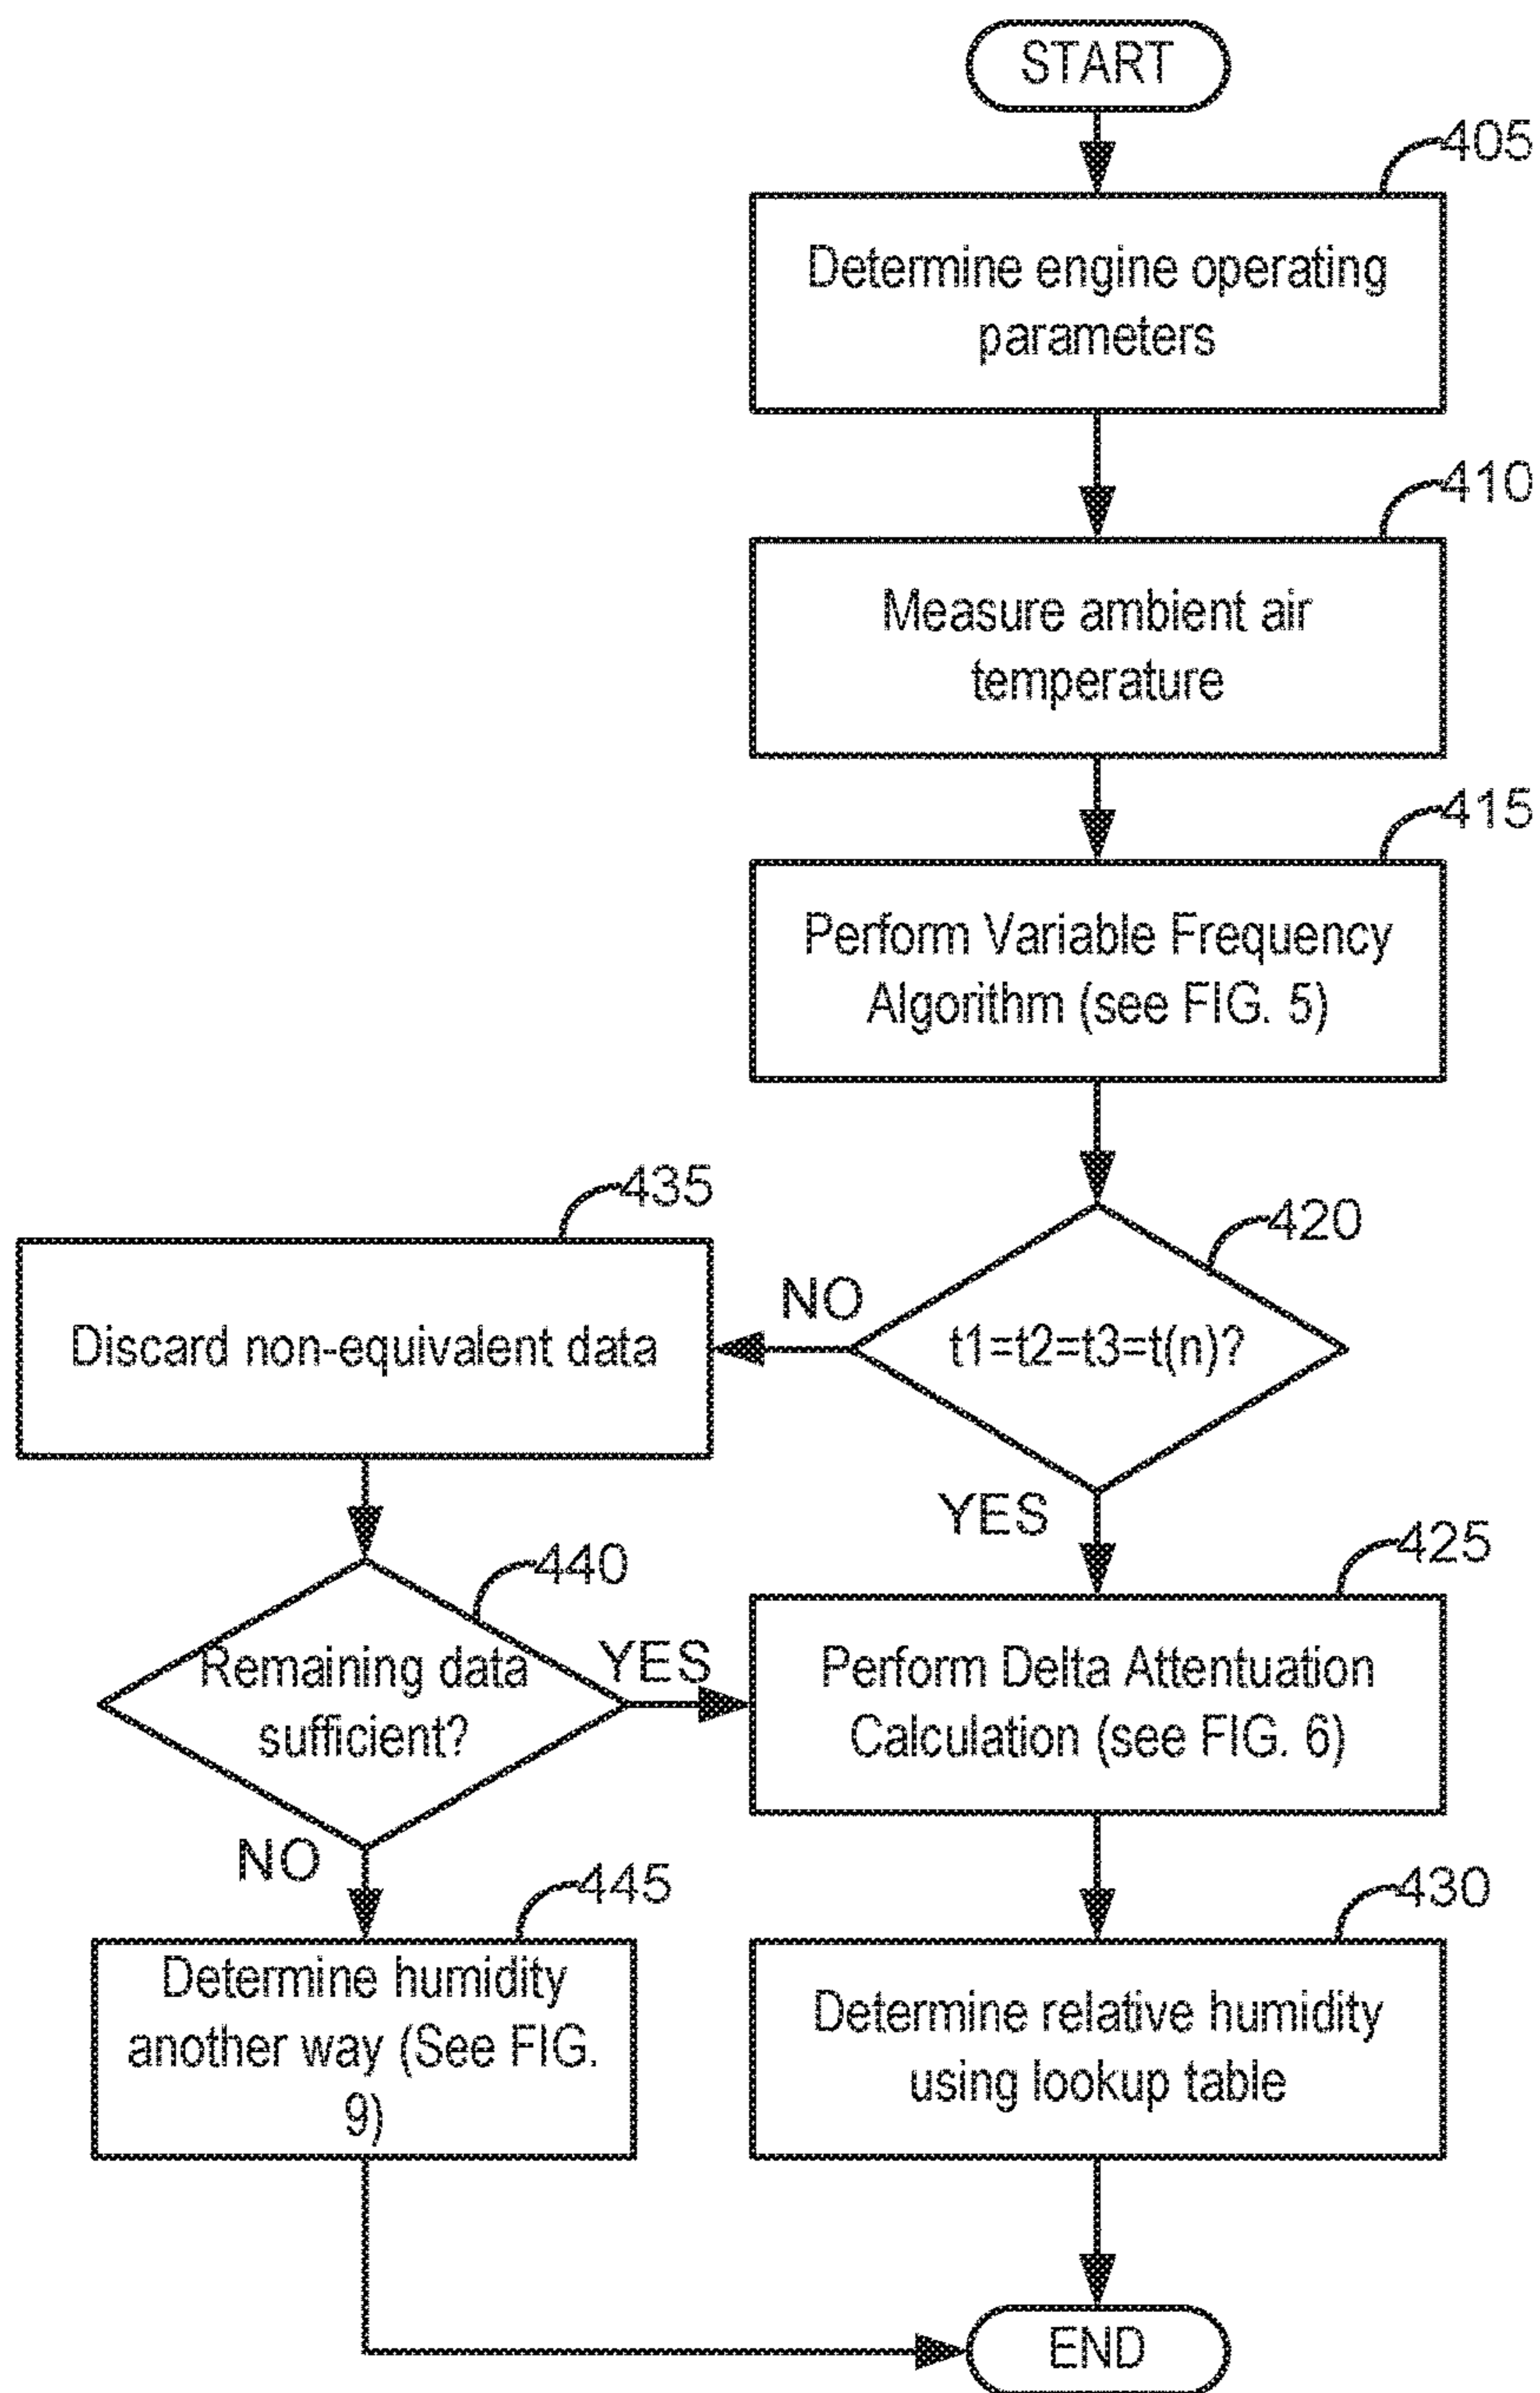 START
405
Determine engine operating
parameters
410
Measure ambient air
temperature
415
Perform Variable Frequency
Algorithm (see FIG. 5)
420
t1=t2=t3=t(n)?
NO
YES
435
Discard non-equivalent data
440
Remaining data
sufficient?
YES
NO
425
Perform Delta Attentuation
Calculation (see FIG. 6)
445
Determine humidity
another way (See FIG.
9)
430
Determine relative humidity
using lookup table
END